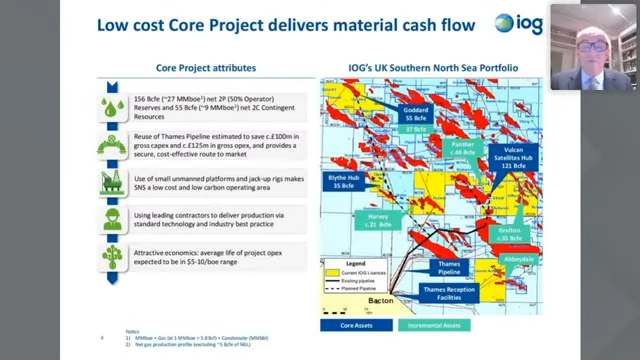 Low cost Core Project delivers material cash flow
iog
Core Project attributes
156 Bcfe (~27 MMboe¹) net 2P (50% Operator)
Reserves and 55 Bcfe (~9 MMboe¹) net 2C Contingent
Resources
Reuse of Thames Pipeline estimated to save c.£100m in
gross capex and c.£125m in gross opex, and provides a
secure, cost-effective route to market
Use of small unmanned platforms and jack-up rigs makes
SNS a low cost and low carbon operating area
Using leading contractors to deliver production via
standard technology and industry best practice
Attractive economics: average life of project opex
expected to be in $5-10/boe range
IOG's UK Southern North Sea Portfolio
Goddard
55 Bcfe
Panther
c.46 Bcfe
Vulcan
Satellites Hub
121 Bcfe
Blythe Hub
35 Bcfe
Harvey
c.31 Bcfe
Grafton
c.35 Bcfe
Abbeydale
Legend
Current IOG Licences
Existing pipeline
Planned Pipeline
Thames
Pipeline
Thames Reception
Facilities
Bacton
Core Assets
Incremental Assets
4
Notes:
1) MMboe = Gas (at 1 MMboe = 5.8 Bcf) + Condensate (MMStb)
2) Net gas production profile (excluding ~5 Bcfe of NGL)